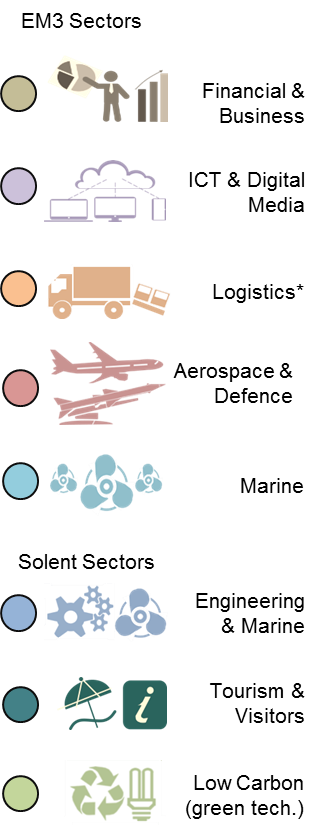 EM3 Sectors
Financial &
Business
ICT & Digital
Media
Logistics*
Aerospace &
Defence
Marine
Solent Sectors
Engineering
& Marine
Tourism &
Visitors
i
Low Carbon
(green tech.)